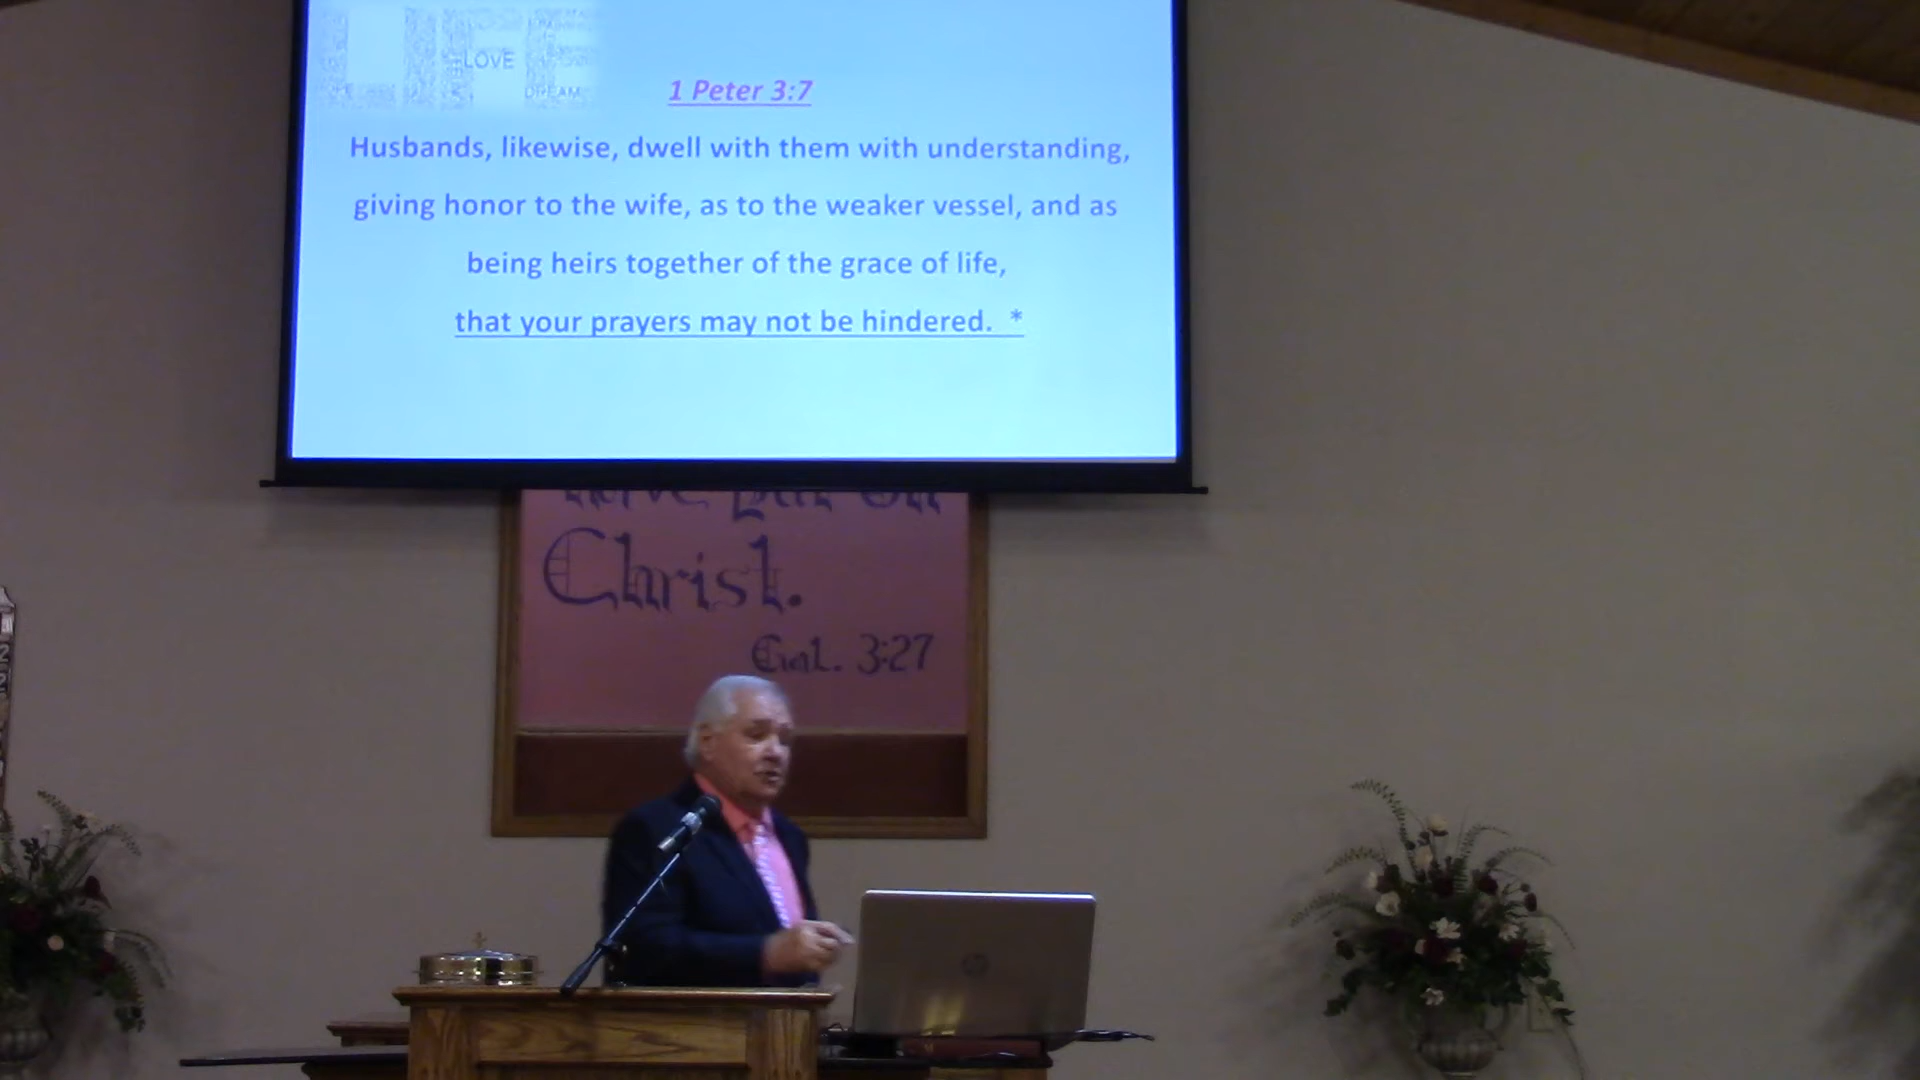 LIFE
LOVE
DREAM
1 Peter 3:7
Husbands, likewise, dwell with them with understanding,
giving honor to the wife, as to the weaker vessel, and as
being heirs together of the grace of life,
that your prayers may not be hindered. *
Christ.
Gal. 3:27
hp